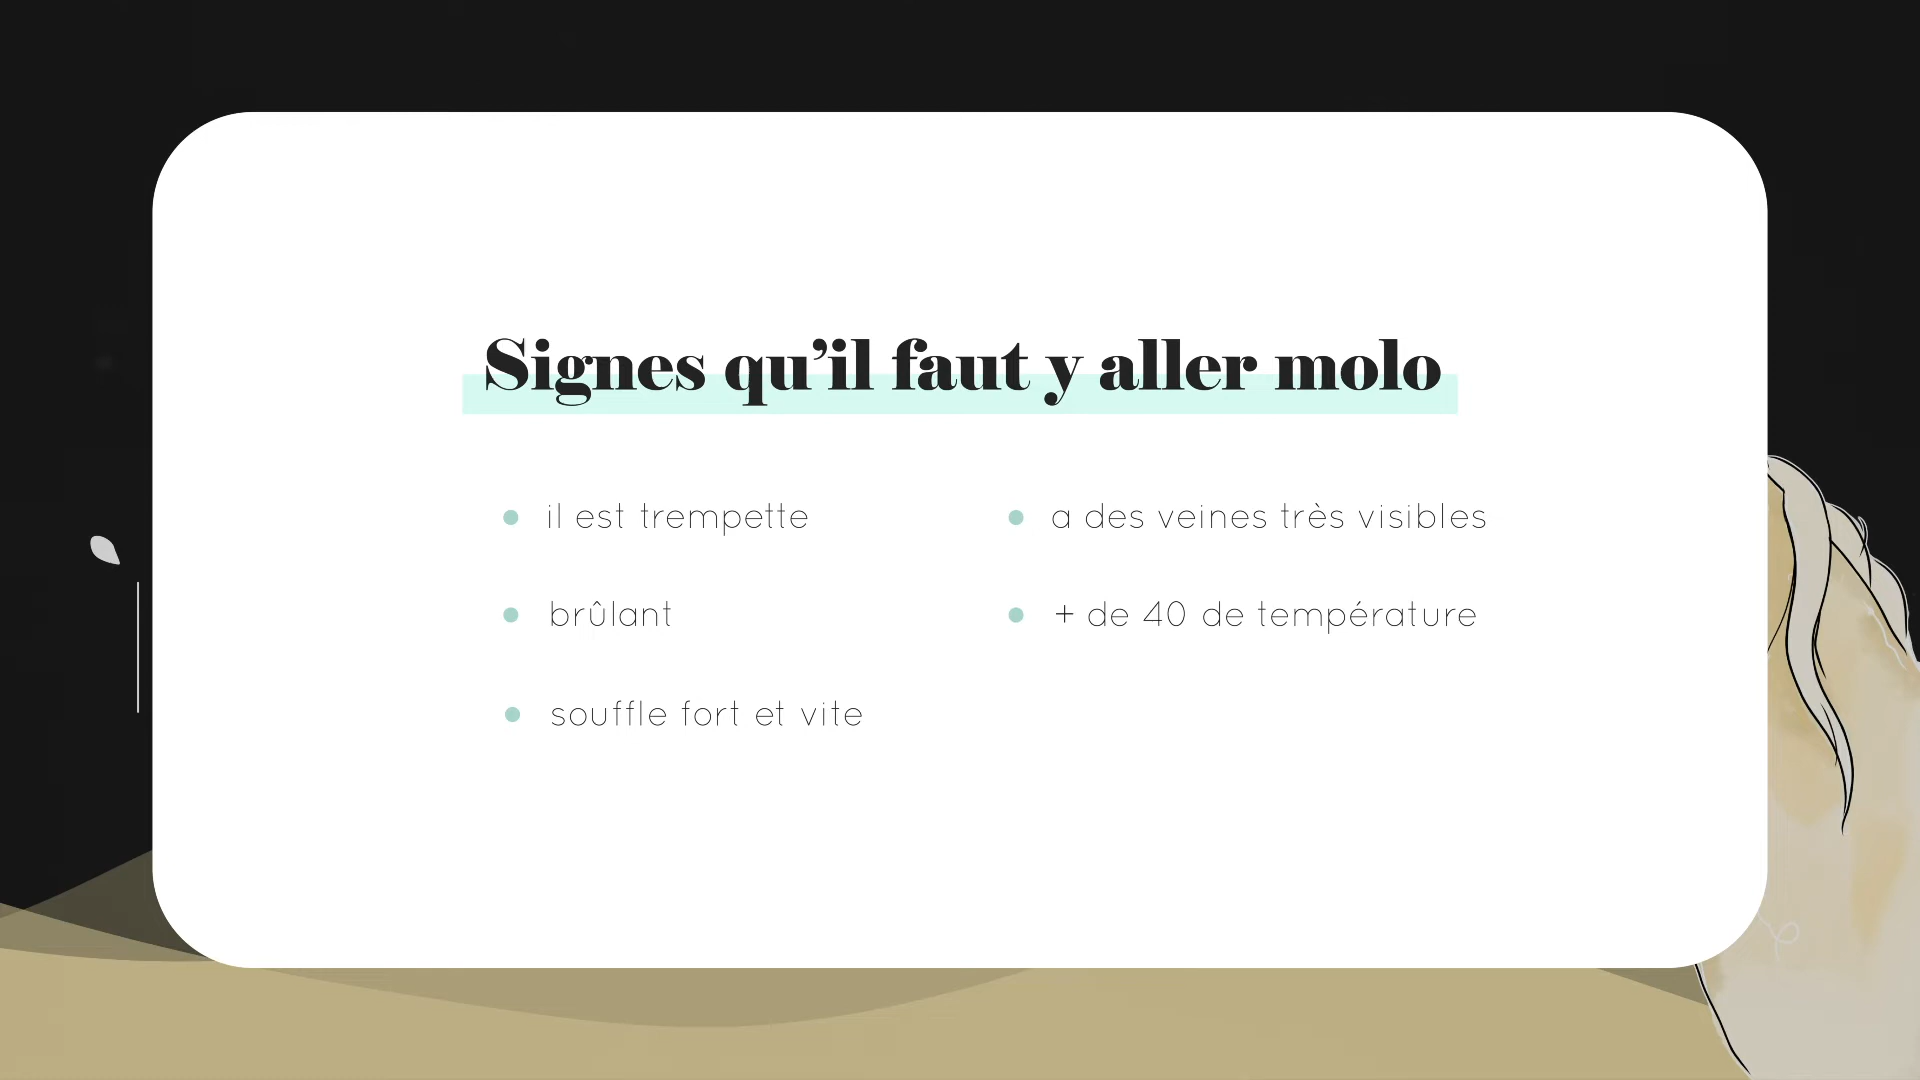 Signes qu’il faut y aller molo
il est trempette
brûlant
souffle fort et vite
a des veines très visibles
+ de 40 de température